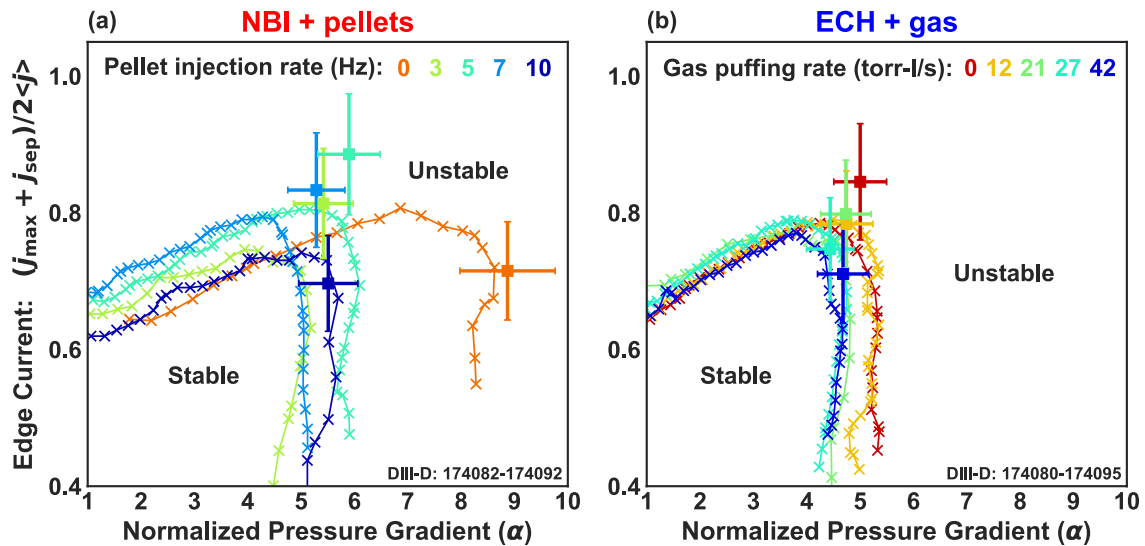 (a) NBI + pellets
Pellet injection rate (Hz): 0 3 5 7 10
Unstable
Stable
DIII-D: 174082-174092
Edge Current: (jmax + jsep)/2<j>
1.0
0.8
0.6
0.4
1 2 3 4 5 6 7 8 9 10
Normalized Pressure Gradient (α)
(b) ECH + gas
Gas puffing rate (torr-l/s): 0 12 21 27 42
Unstable
Stable
DIII-D: 174080-174095
1.0
0.8
0.6
0.4
1 2 3 4 5 6 7 8 9 10
Normalized Pressure Gradient (α)